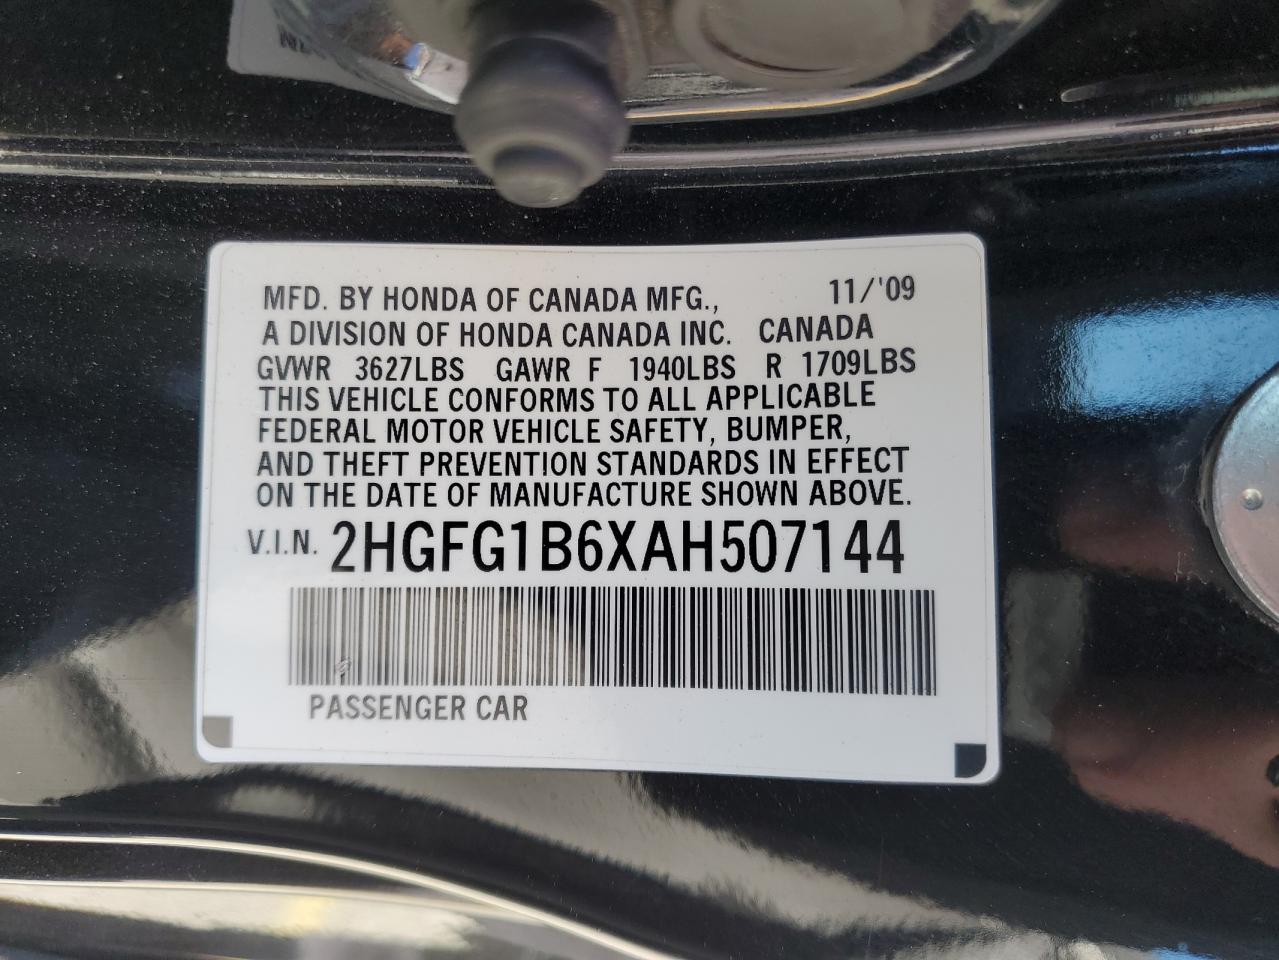 MFD. BY HONDA OF CANADA MFG., 11/'09
A DIVISION OF HONDA CANADA INC. CANADA
GVWR 3627LBS GAWR F 1940LBS R 1709LBS
THIS VEHICLE CONFORMS TO ALL APPLICABLE
FEDERAL MOTOR VEHICLE SAFETY, BUMPER,
AND THEFT PREVENTION STANDARDS IN EFFECT
ON THE DATE OF MANUFACTURE SHOWN ABOVE.
V.I.N. 2HGFG1B6XAH507144
PASSENGER CAR